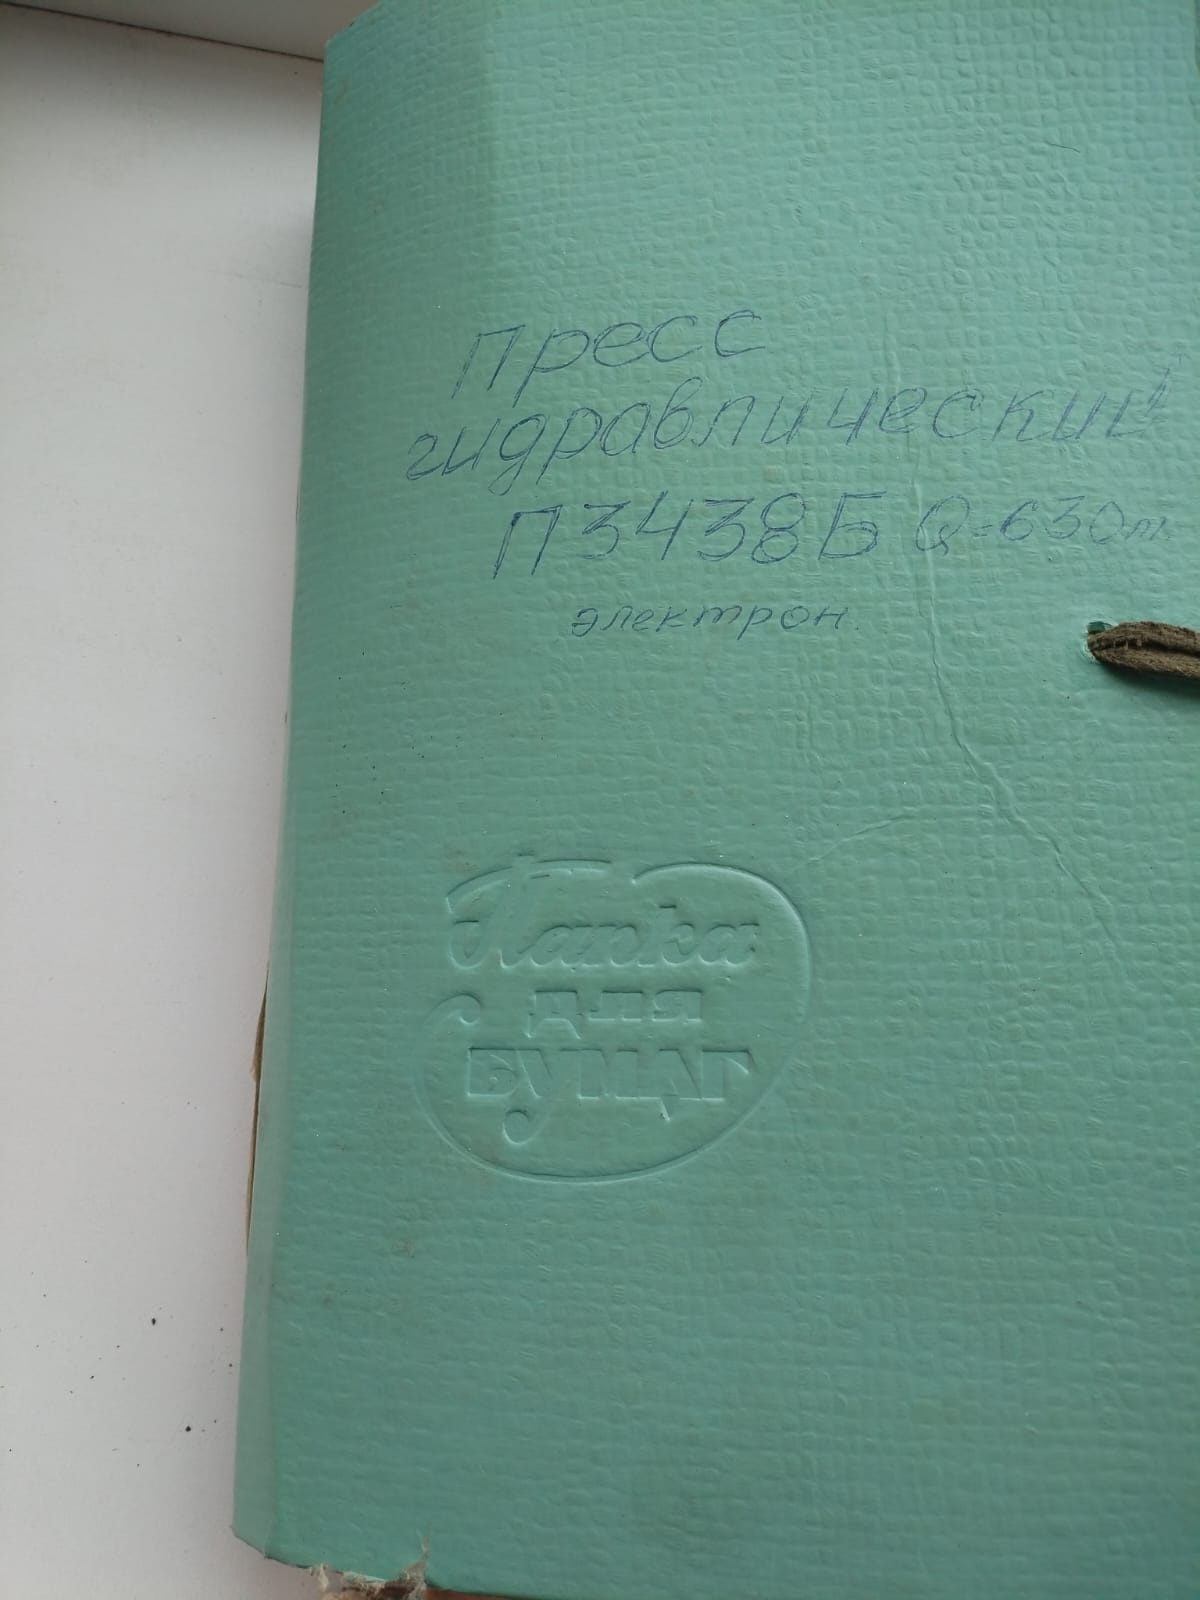 Пресс
гидравлический
П3438Б Q=630т.
электрон.
Папка
для
БУМАГ